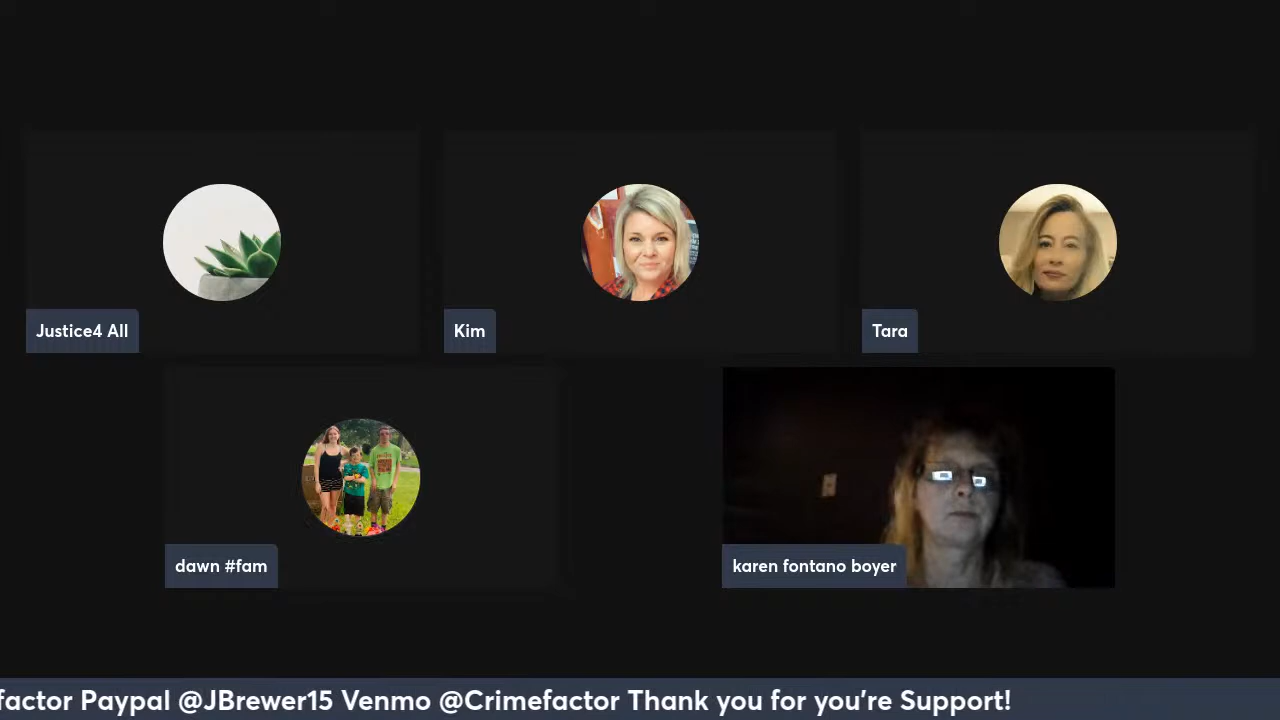 Justice4 All
Kim
Tara
dawn #fam
karen fontano boyer
factor Paypal @JBrewer15 Venmo @Crimefactor Thank you for you're Support!